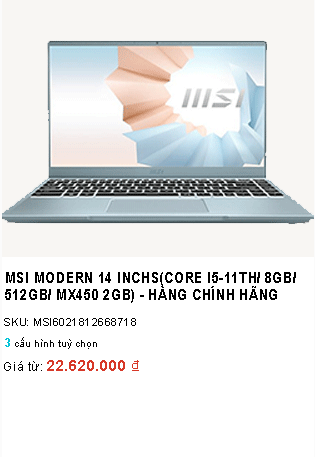 msi
msi
MSI MODERN 14 INCHS(CORE I5-11TH/ 8GB/
512GB/ MX450 2GB) - HÀNG CHÍNH HÃNG
SKU: MSI6021812668718
3 cấu hình tuỳ chọn
Giá từ: 22.620.000 ₫